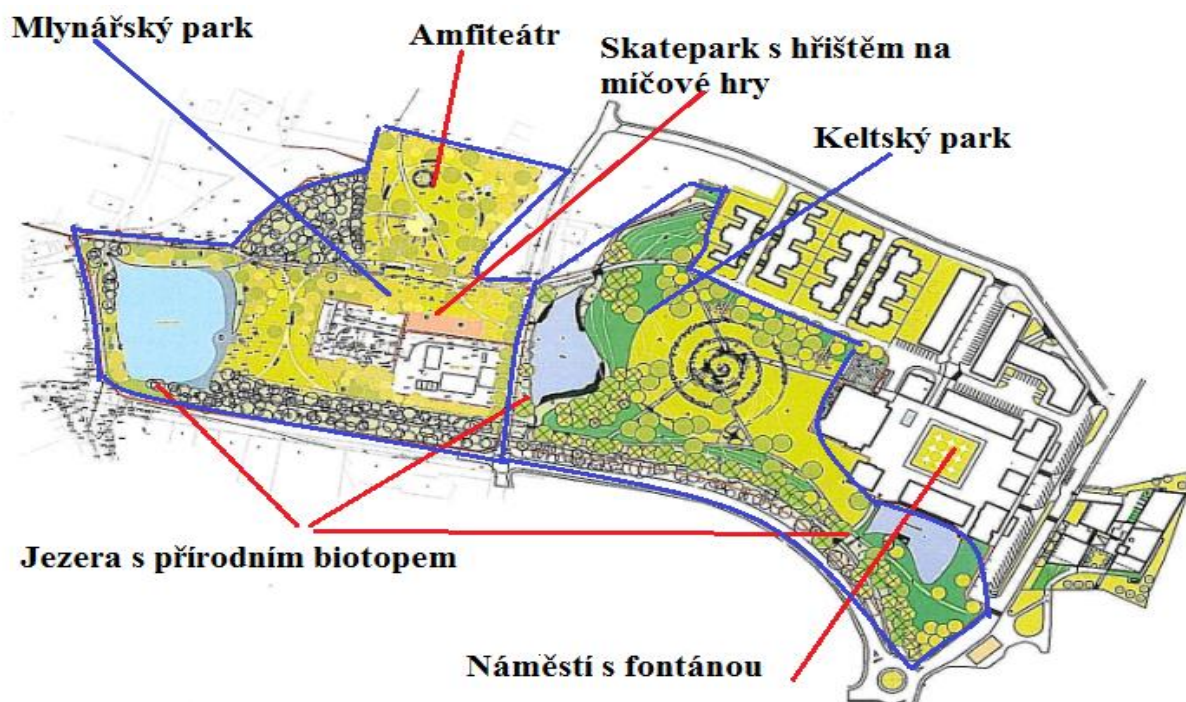 Mlynářský park
Amfiteátr
Skatepark s hřištěm na
míčové hry
Keltský park
Jezera s přírodním biotopem
Náměstí s fontánou